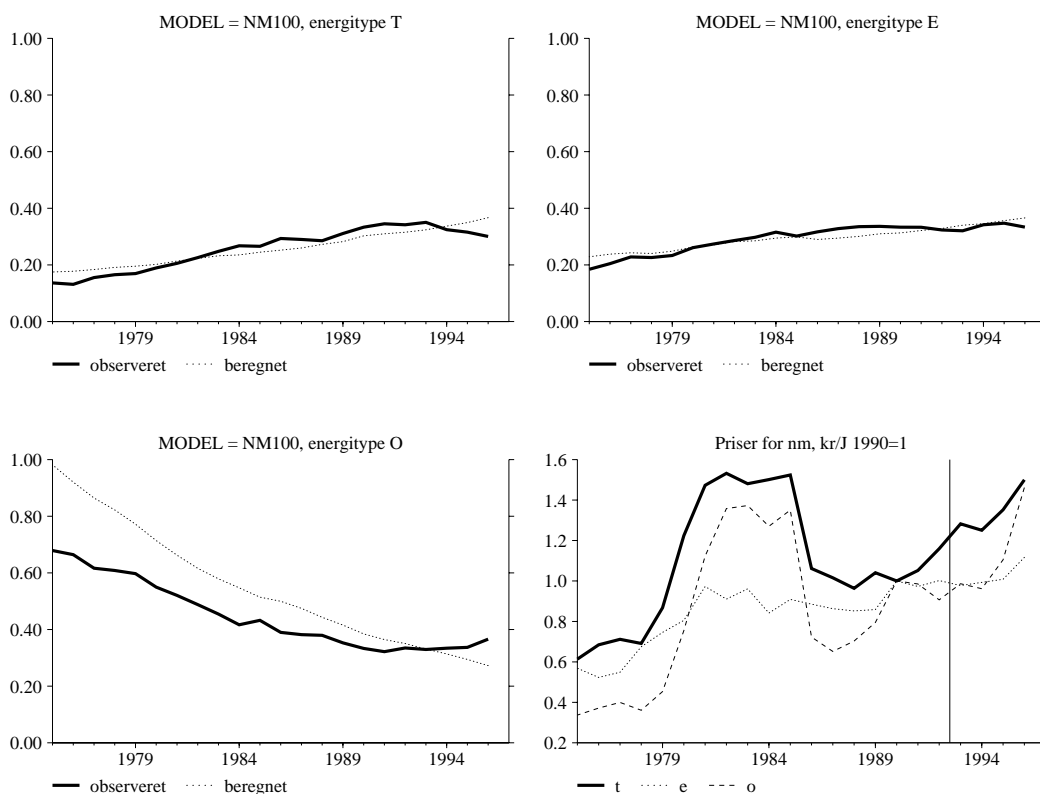 MODEL = NM100, energitype T
1.00
0.80
0.60
0.40
0.20
0.00
1979 1984 1989 1994
observeret beregnet
MODEL = NM100, energitype E
1.00
0.80
0.60
0.40
0.20
0.00
1979 1984 1989 1994
observeret beregnet
MODEL = NM100, energitype O
1.00
0.80
0.60
0.40
0.20
0.00
1979 1984 1989 1994
observeret beregnet
Priser for nm, kr/J 1990=1
1.6
1.4
1.2
1.0
0.8
0.6
0.4
0.2
1979 1984 1989 1994
t e o